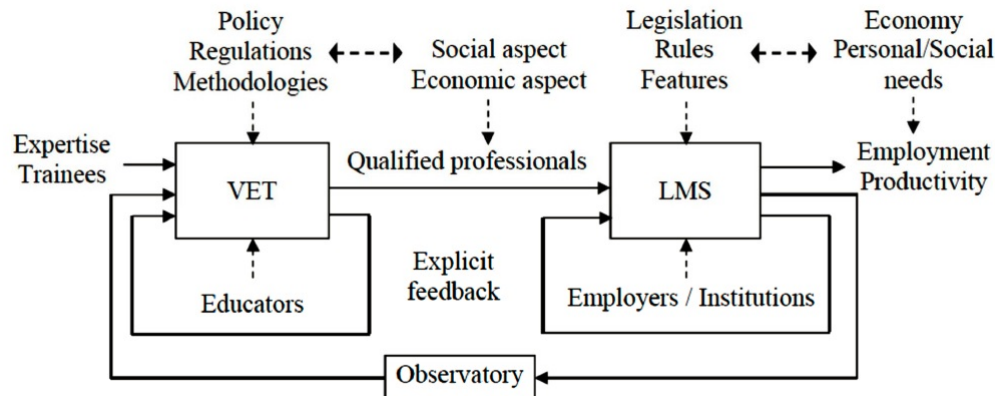 Policy
Regulations
Methodologies
Social aspect
Economic aspect
Legislation
Rules
Features
Economy
Personal/Social
needs
Expertise
Trainees
VET
Qualified professionals
LMS
Employment
Productivity
Educators
Explicit
feedback
Employers / Institutions
Observatory